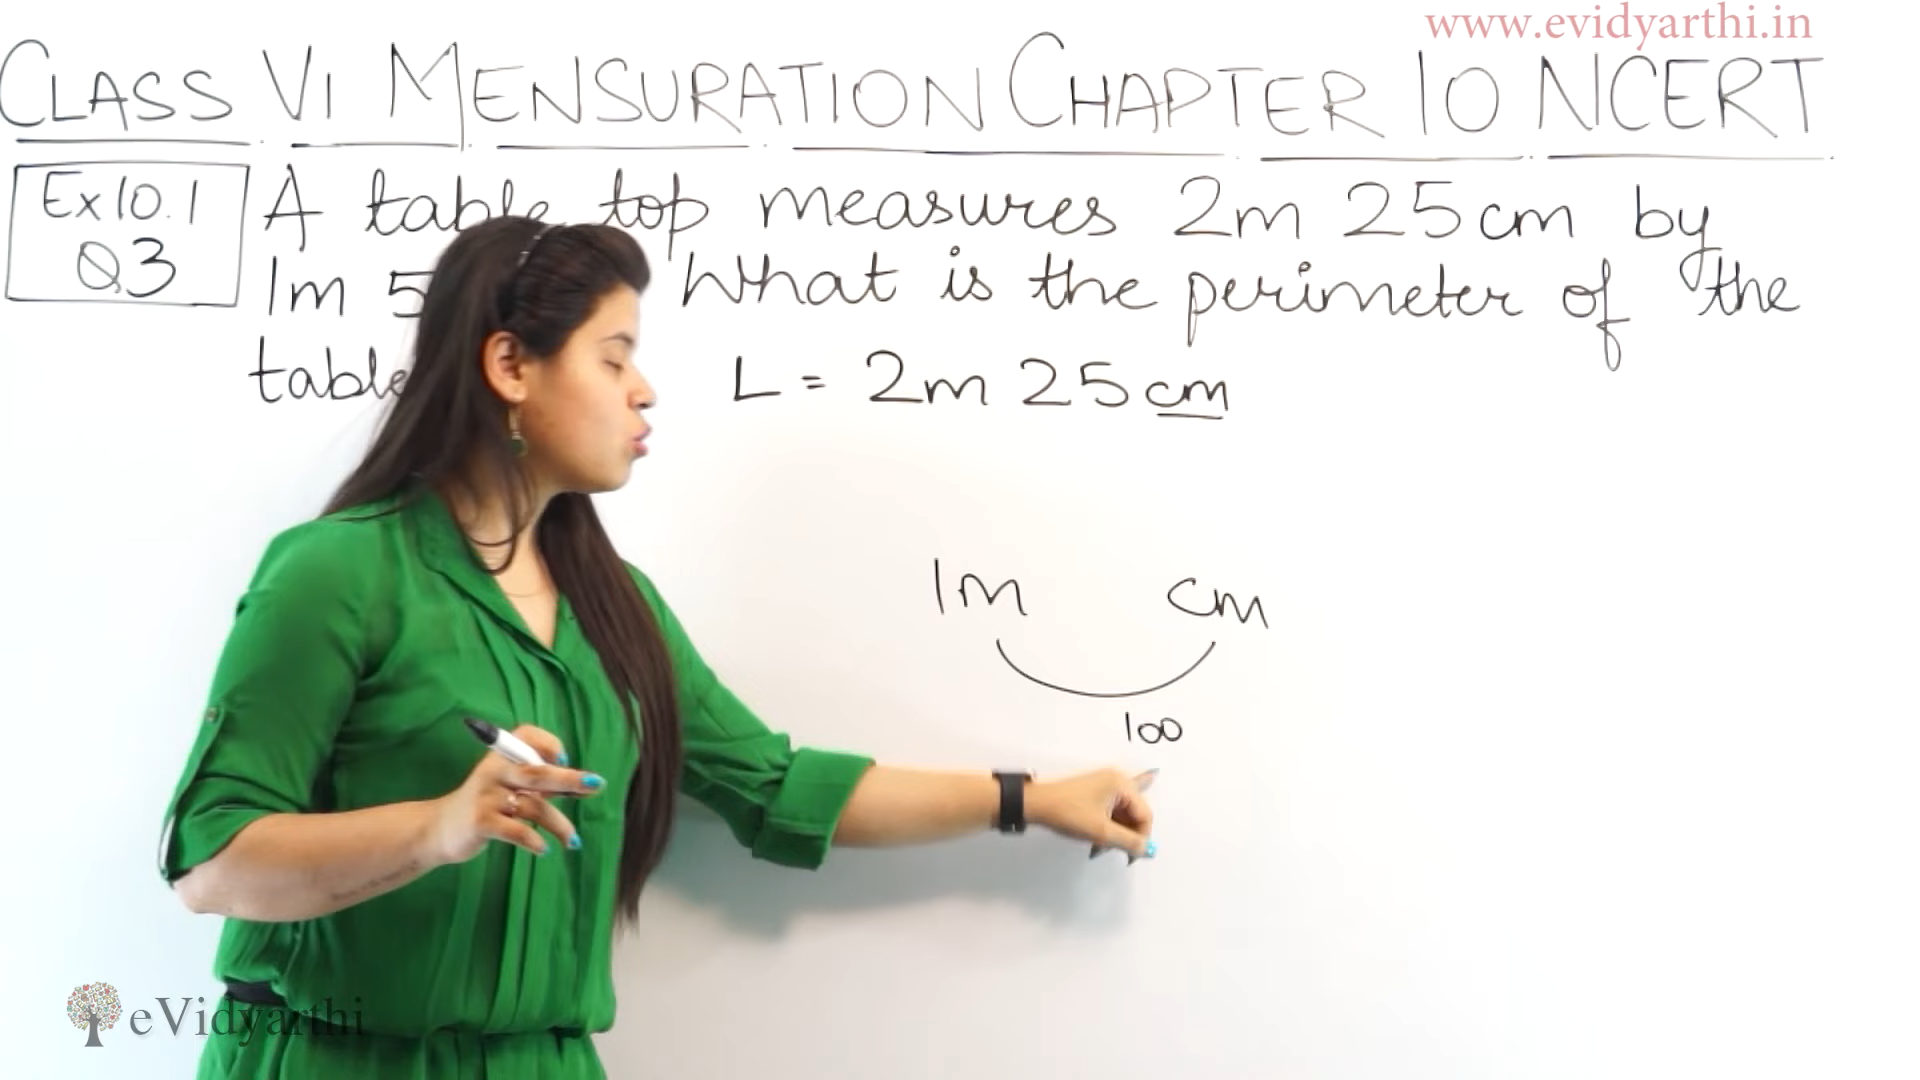 www.evidyarthi.in
CLASS VI MENSURATION CHAPTER 10 NCERT
Ex 10.1
Q3
A table top measures 2m 25cm by
1m 5 What is the perimeter of the
table
L = 2m 25cm
1m cm
100
eVidyarthi